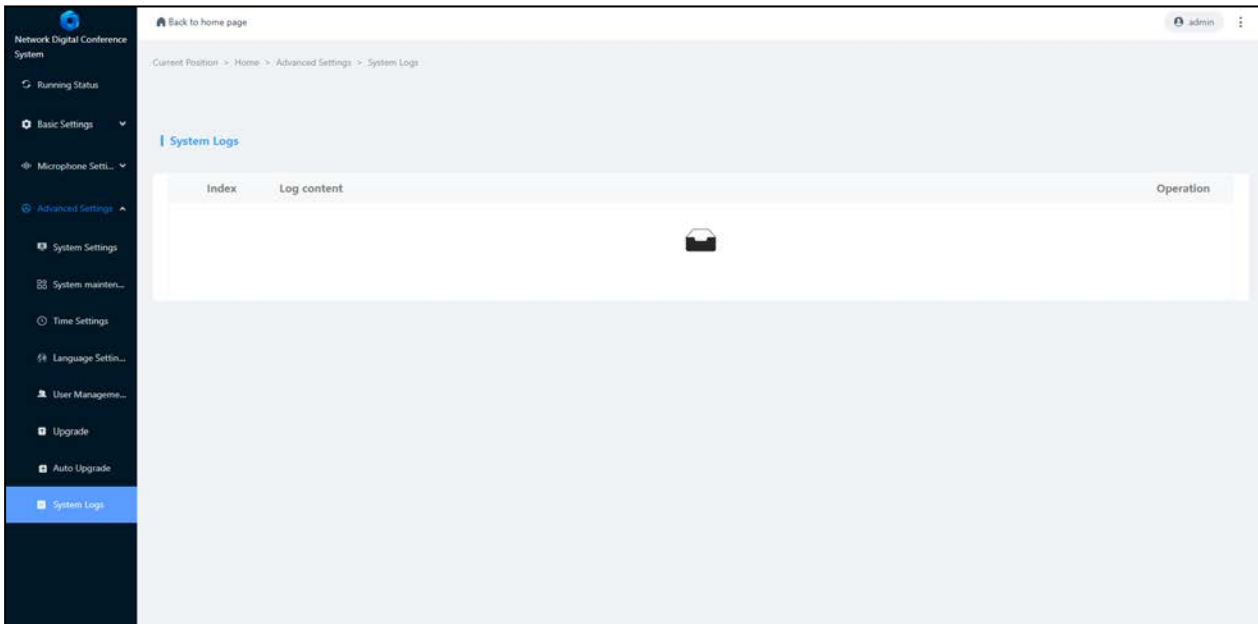 Network Digital Conference
System
Running Status
Basic Settings
Microphone Setti...
Advanced Settings
System Settings
System mainten...
Time Settings
Language Settin...
User Manageme...
Upgrade
Auto Upgrade
System Logs
Back to home page
admin
Current Position > Home > Advanced Settings > System Logs
System Logs
Index Log content Operation